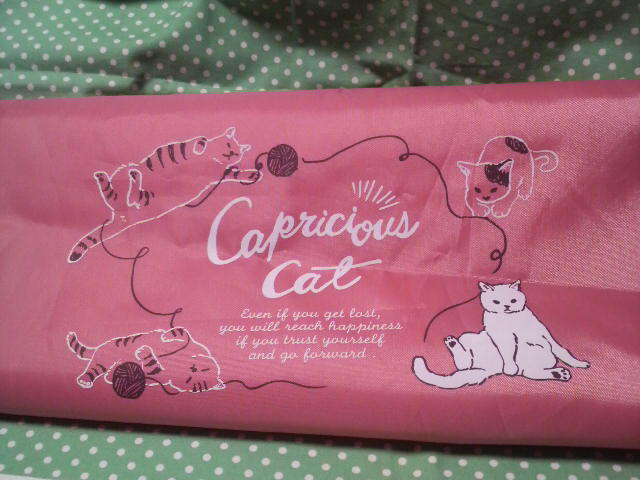 Capricious
cat
Even if you get lost,
you will reach happiness
if you trust yourself
and go forward .